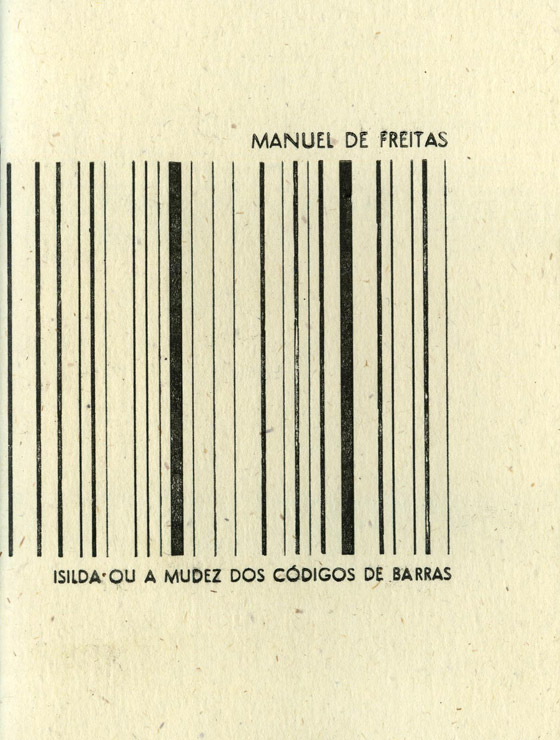 MANUEL DE FREITAS
ISILDA OU A MUDEZ DOS CÓDIGOS DE BARRAS